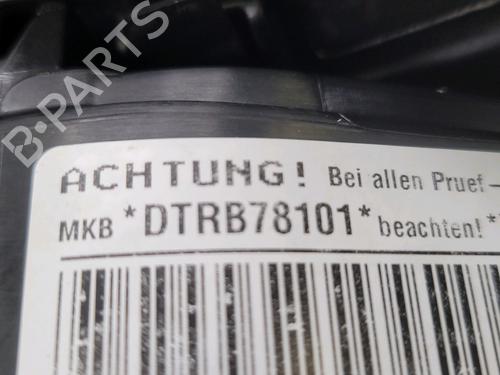 B-PARTS
ACHTUNG! Bei allen Pruef-
MKB *DTRB78101* beachten!*